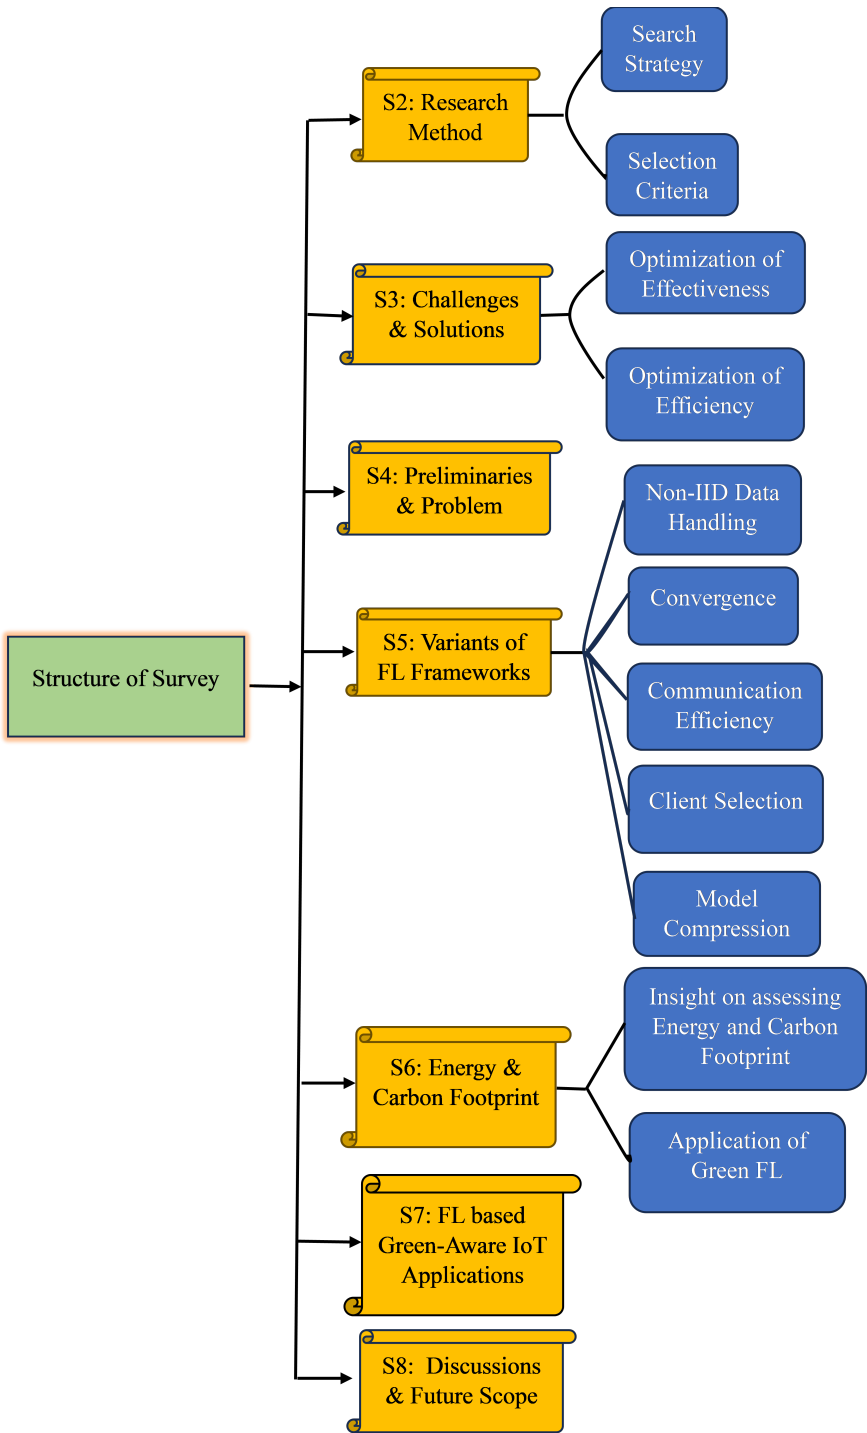 Structure of Survey
S2: Research
Method
Search
Strategy
Selection
Criteria
S3: Challenges
& Solutions
Optimization of
Effectiveness
Optimization of
Efficiency
S4: Preliminaries
& Problem
S5: Variants of
FL Frameworks
Non-IID Data
Handling
Convergence
Communication
Efficiency
Client Selection
Model
Compression
S6: Energy &
Carbon Footprint
Insight on assessing
Energy and Carbon
Footprint
Application of
Green FL
S7: FL based
Green-Aware IoT
Applications
S8:  Discussions
& Future Scope